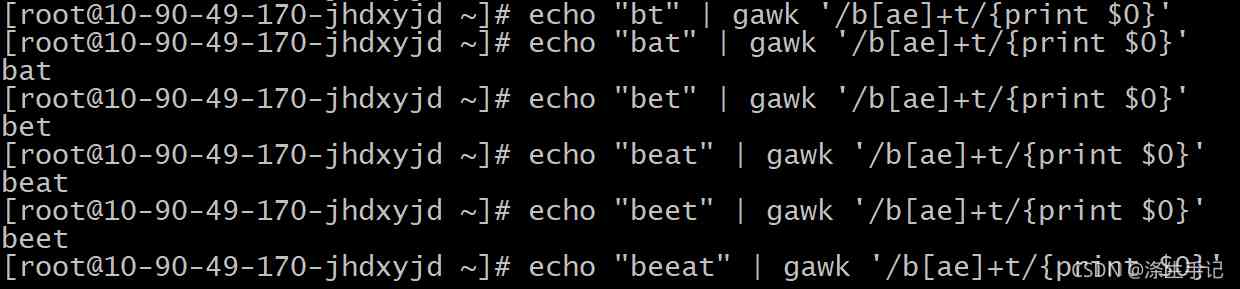 [root@10-90-49-170-jhdxyjd ~]# echo "bt" | gawk '/b[ae]+t/{print $0}'
[root@10-90-49-170-jhdxyjd ~]# echo "bat" | gawk '/b[ae]+t/{print $0}'
bat
[root@10-90-49-170-jhdxyjd ~]# echo "bet" | gawk '/b[ae]+t/{print $0}'
bet
[root@10-90-49-170-jhdxyjd ~]# echo "beat" | gawk '/b[ae]+t/{print $0}'
beat
[root@10-90-49-170-jhdxyjd ~]# echo "beet" | gawk '/b[ae]+t/{print $0}'
beet
[root@10-90-49-170-jhdxyjd ~]# echo "beeat" | gawk '/b[ae]+t/{print $0}'
CSDN @涤生手记